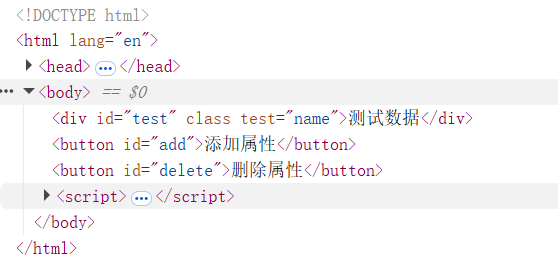 <!DOCTYPE html>
<html lang="en">
<head> ••• </head>
••• <body> == $0
<div id="test" class test="name">测试数据</div>
<button id="add">添加属性</button>
<button id="delete">删除属性</button>
<script> ••• </script>
</body>
</html>